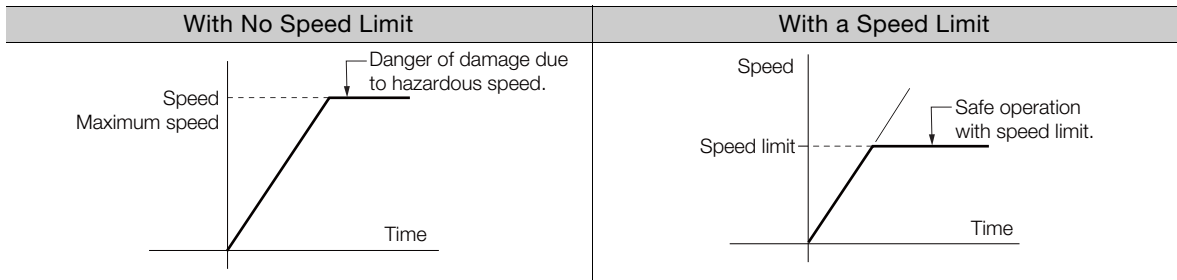 With No Speed Limit
Danger of damage due
to hazardous speed.
Speed
Maximum speed
Time
With a Speed Limit
Speed
Safe operation
with speed limit.
Speed limit
Time